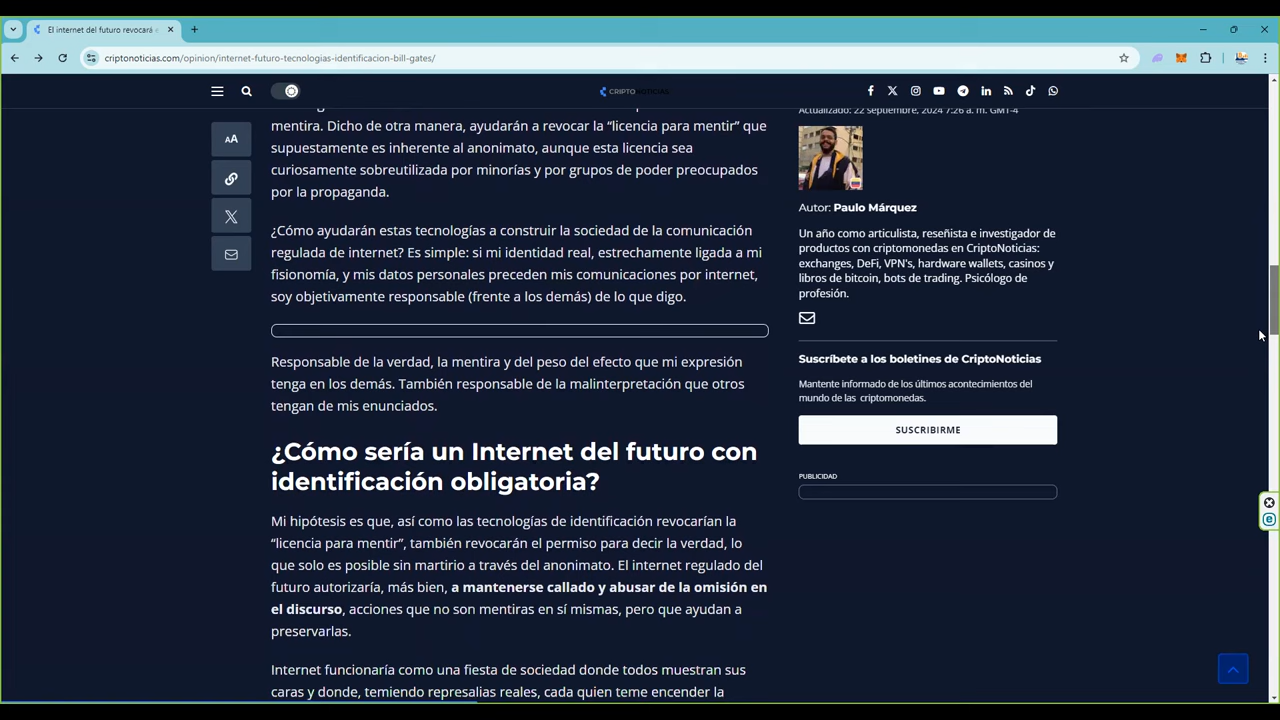 El internet del futuro revocará
criptonoticias.com/opinion/internet-futuro-tecnologias-identificacion-bill-gates/
CRIPTONOTICIAS
AA
mentira. Dicho de otra manera, ayudarán a revocar la “licencia para mentir” que
supuestamente es inherente al anonimato, aunque esta licencia sea
curiosamente sobreutilizada por minorías y por grupos de poder preocupados
por la propaganda.
¿Cómo ayudarán estas tecnologías a construir la sociedad de la comunicación
regulada de internet? Es simple: si mi identidad real, estrechamente ligada a mi
fisionomía, y mis datos personales preceden mis comunicaciones por internet,
soy objetivamente responsable (frente a los demás) de lo que digo.
Responsable de la verdad, la mentira y del peso del efecto que mi expresión
tenga en los demás. También responsable de la malinterpretación que otros
tengan de mis enunciados.
¿Cómo sería un Internet del futuro con
identificación obligatoria?
Mi hipótesis es que, así como las tecnologías de identificación revocarían la
“licencia para mentir”, también revocarán el permiso para decir la verdad, lo
que solo es posible sin martirio a través del anonimato. El internet regulado del
futuro autorizaría, más bien, a mantenerse callado y abusar de la omisión en
el discurso, acciones que no son mentiras en sí mismas, pero que ayudan a
preservarlas.
Internet funcionaría como una fiesta de sociedad donde todos muestran sus
caras y donde, temiendo represalias reales, cada quien teme encender la
Actualizado: 22 septiembre, 2024 7:26 a. m. GMT-4
Autor: Paulo Márquez
Un año como articulista, reseñista e investigador de
productos con criptomonedas en CriptoNoticias:
exchanges, DeFi, VPN's, hardware wallets, casinos y
libros de bitcoin, bots de trading. Psicólogo de
profesión.
Suscríbete a los boletines de CriptoNoticias
Mantente informado de los últimos acontecimientos del
mundo de las criptomonedas.
SUSCRIBIRME
PUBLICIDAD